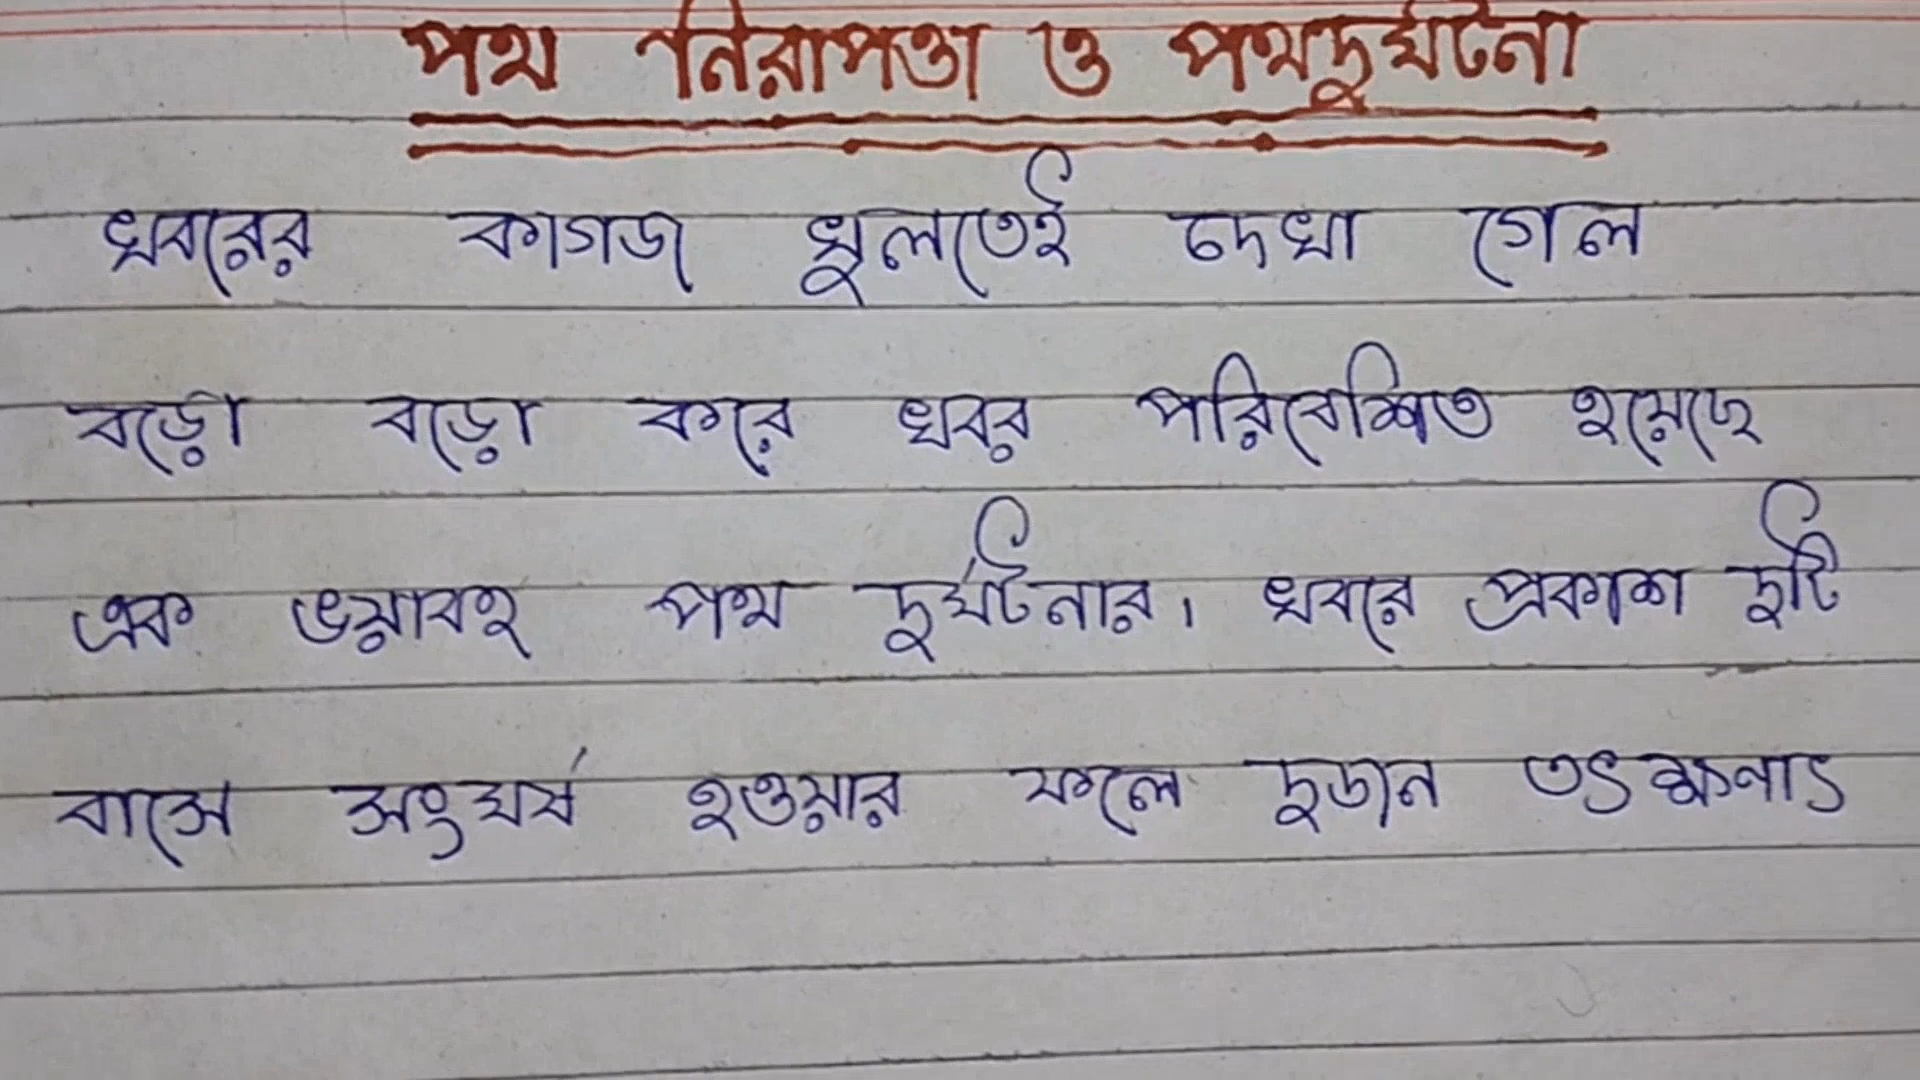 পথ নিরাপত্তা ও পথদুর্ঘটনা
খবরের কাগজ খুলতেই দেখা গেল
বড়ো বড়ো করে খবর পরিবেশিত হয়েছে
এক ভয়াবহ পথ দুর্ঘটনার। খবরে প্রকাশ দুটি
বাসে সংঘর্ষ হওয়ার ফলে দুজন তৎক্ষনাৎ